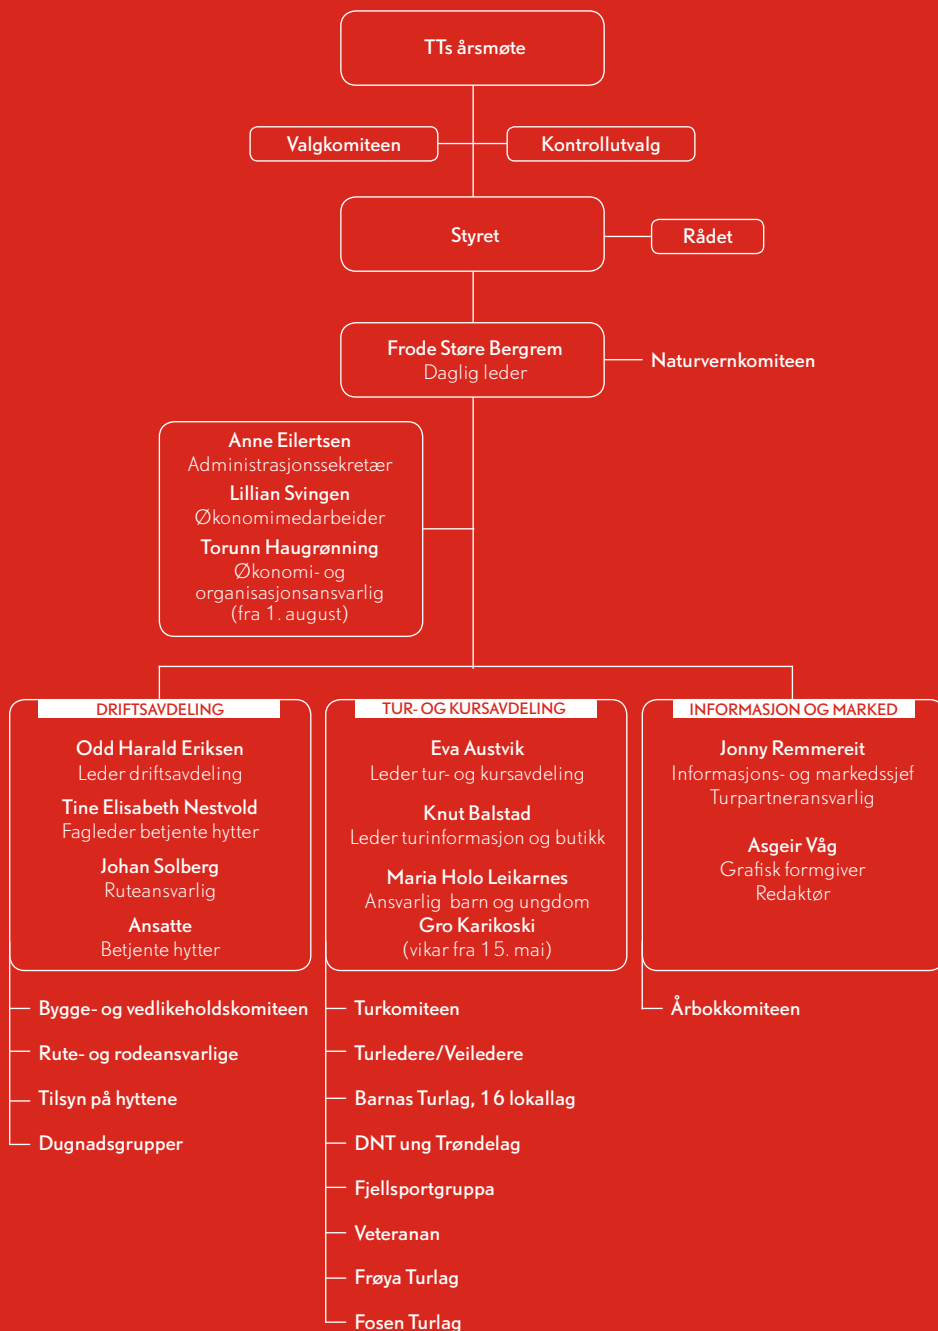 TTs årsmøte
Valgkomiteen
Kontrollutvalg
Styret
Rådet
Frode Støre Bergrem
Daglig leder
Naturvernkomiteen
Anne Eilertsen
Administrasjonssekretær
Lillian Svingen
Økonomimedarbeider
Torunn Haugrønning
Økonomi- og
organisasjonsansvarlig
(fra 1. august)
DRIFTSAVDELING
Odd Harald Eriksen
Leder driftsavdeling
Tine Elisabeth Nestvold
Fagleder betjente hytter
Johan Solberg
Ruteansvarlig
Ansatte
Betjente hytter
Bygge- og vedlikeholdskomiteen
Rute- og rodeansvarlige
Tilsyn på hyttene
Dugnadsgrupper
TUR- OG KURSAVDELING
Eva Austvik
Leder tur- og kursavdeling
Knut Balstad
Leder turinformasjon og butikk
Maria Holo Leikarnes
Ansvarlig barn og ungdom
Gro Karikoski
(vikar fra 15. mai)
Turkomiteen
Turledere/Veiledere
Barnas Turlag, 16 lokallag
DNT ung Trøndelag
Fjellsportgruppa
Veteranan
Frøya Turlag
Fosen Turlag
INFORMASJON OG MARKED
Jonny Remmereit
Informasjons- og markedssjef
Turpartneransvarlig
Asgeir Våg
Grafisk formgiver
Redaktør
Årbokkomiteen